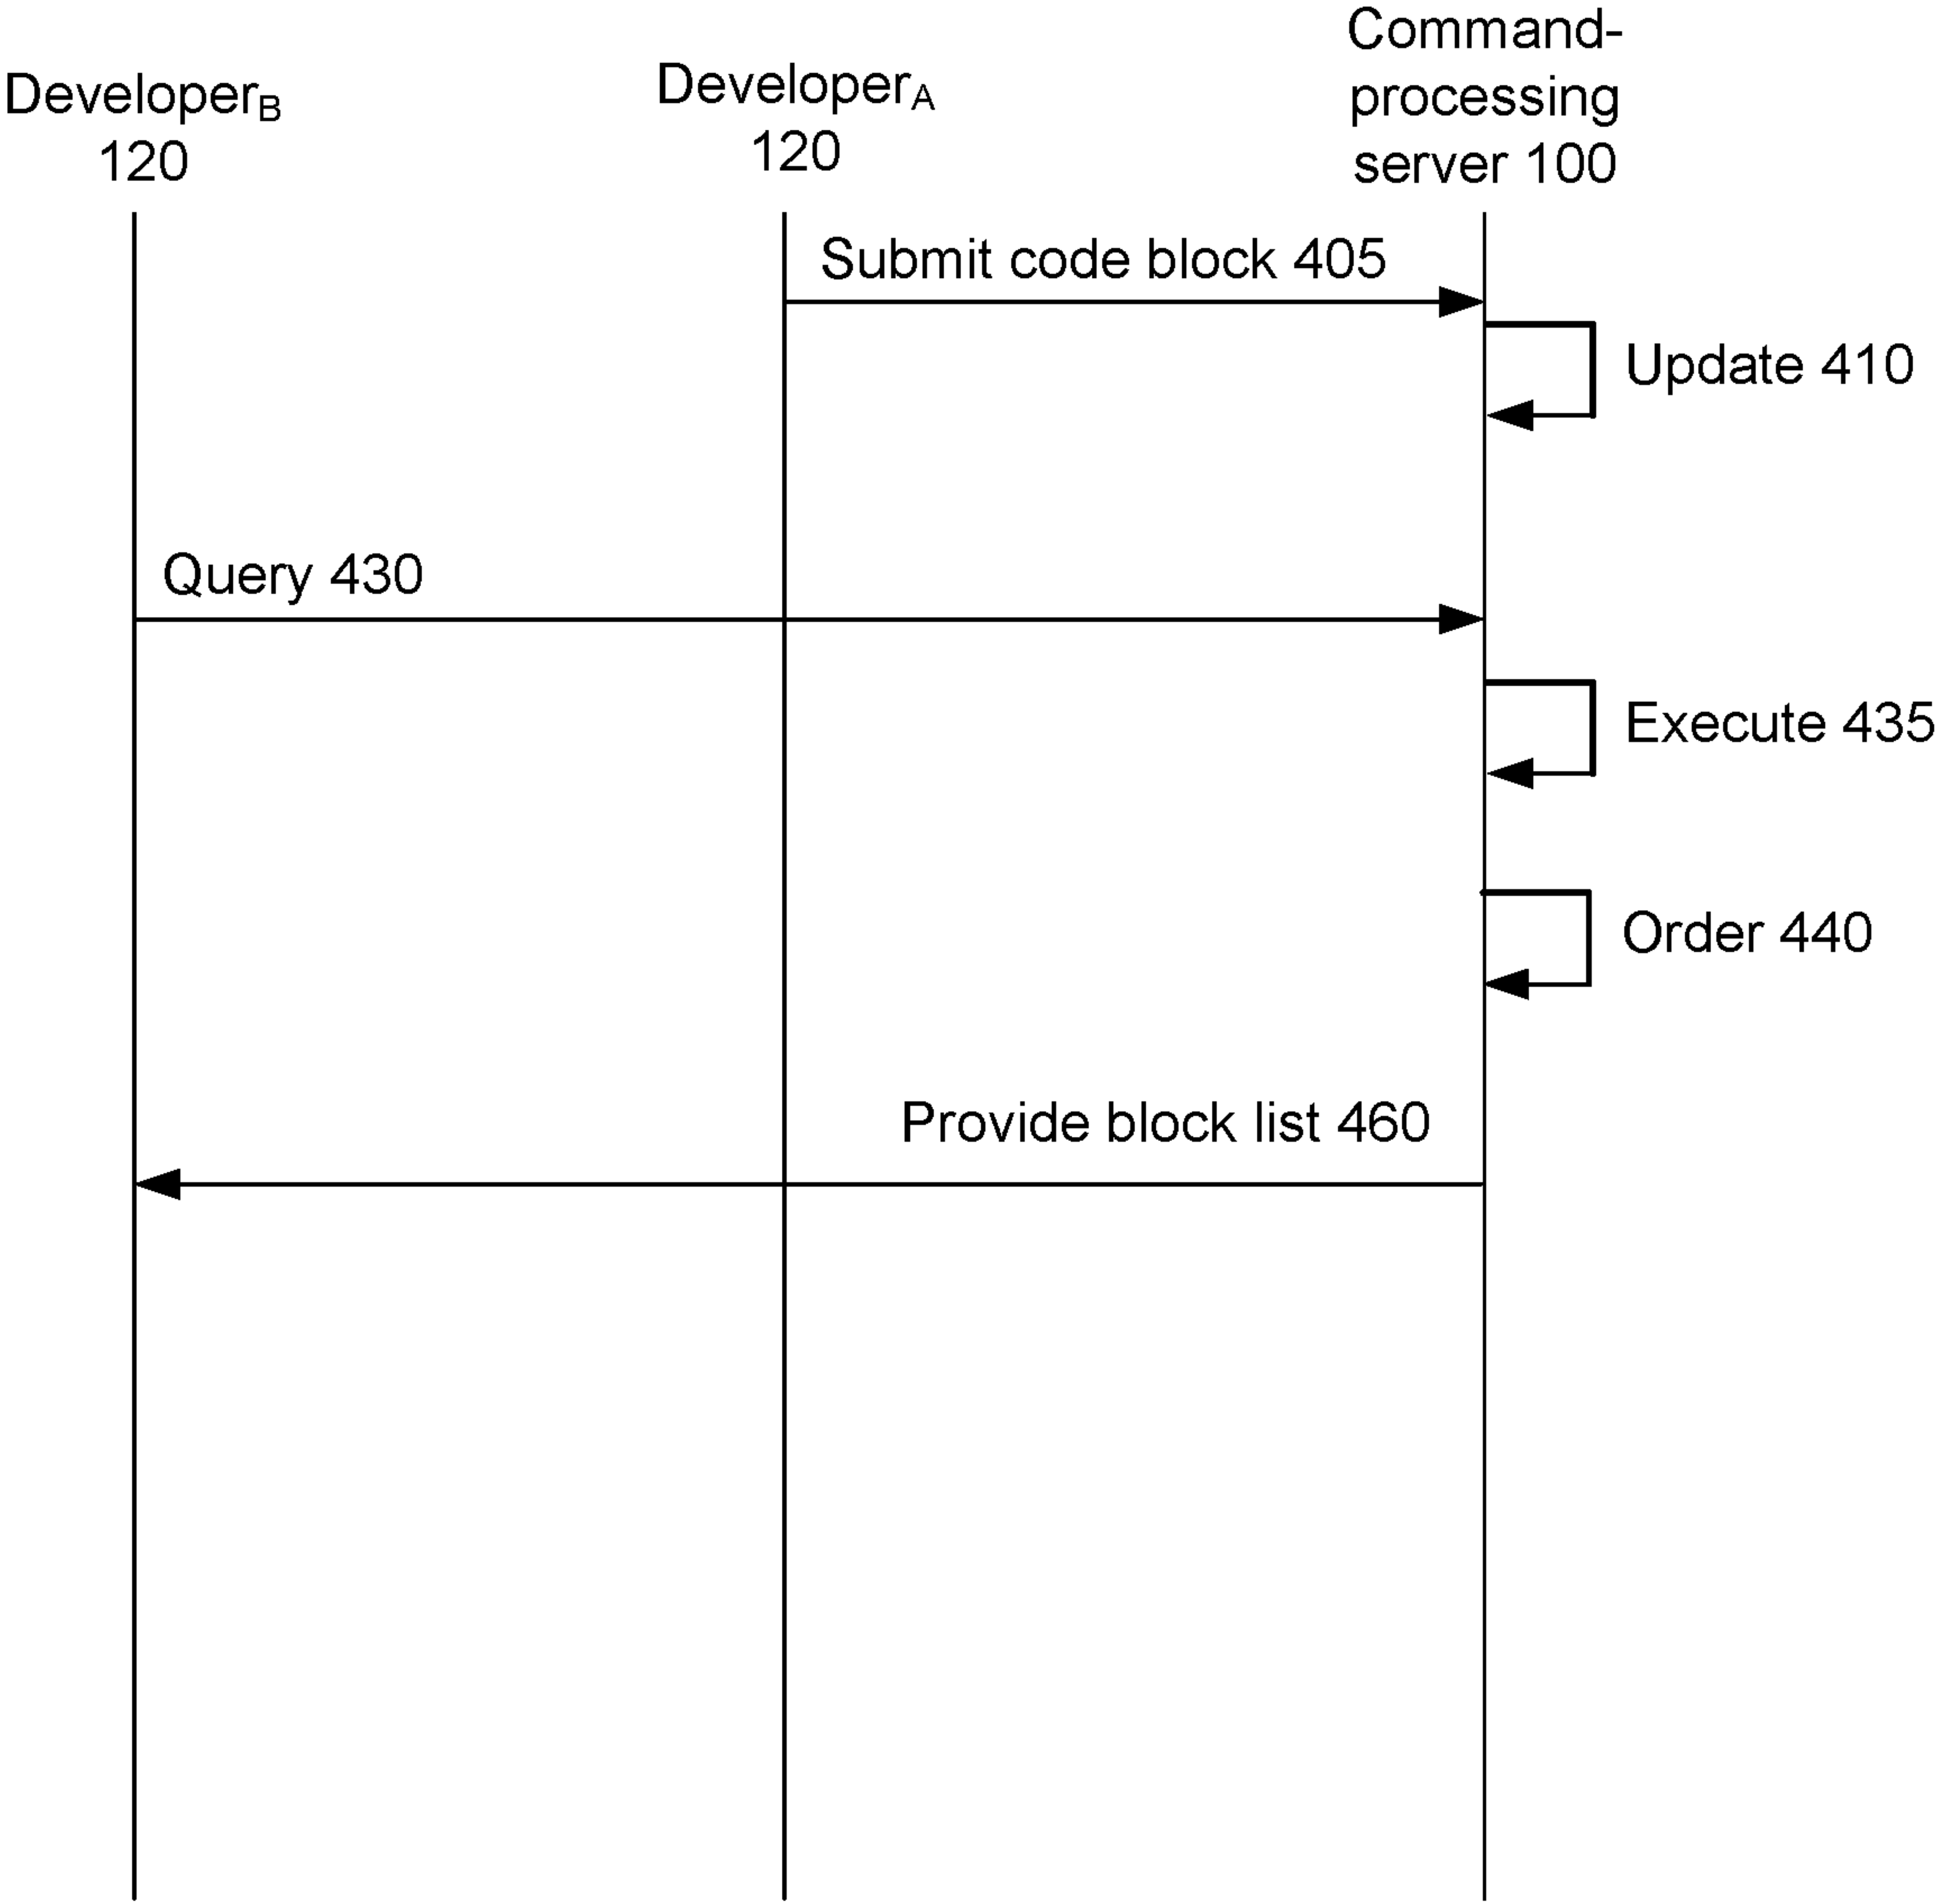 Developer_B
120
Developer_A
120
Command-
processing
server 100
Submit code block 405
Update 410
Query 430
Execute 435
Order 440
Provide block list 460